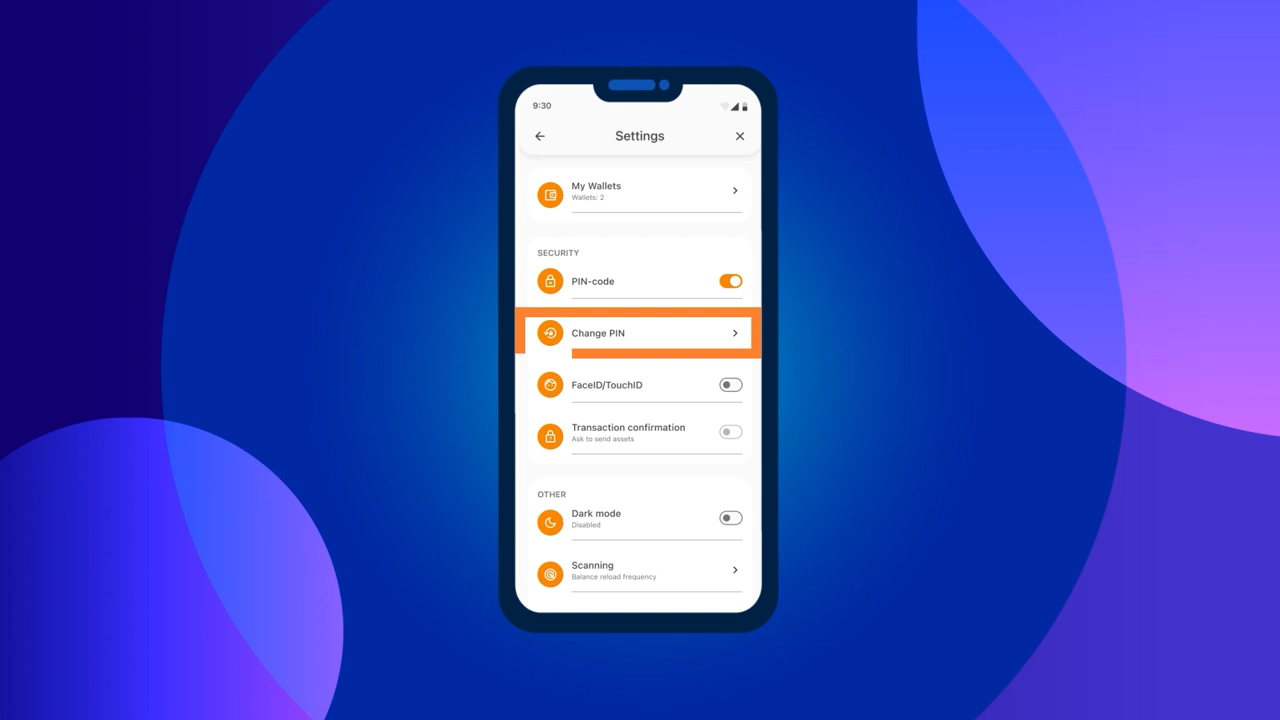 9:30
Settings
My Wallets
Wallets: 2
SECURITY
PIN-code
Change PIN
FaceID/TouchID
Transaction confirmation
Ask to send assets
OTHER
Dark mode
Disabled
Scanning
Balance reload frequency